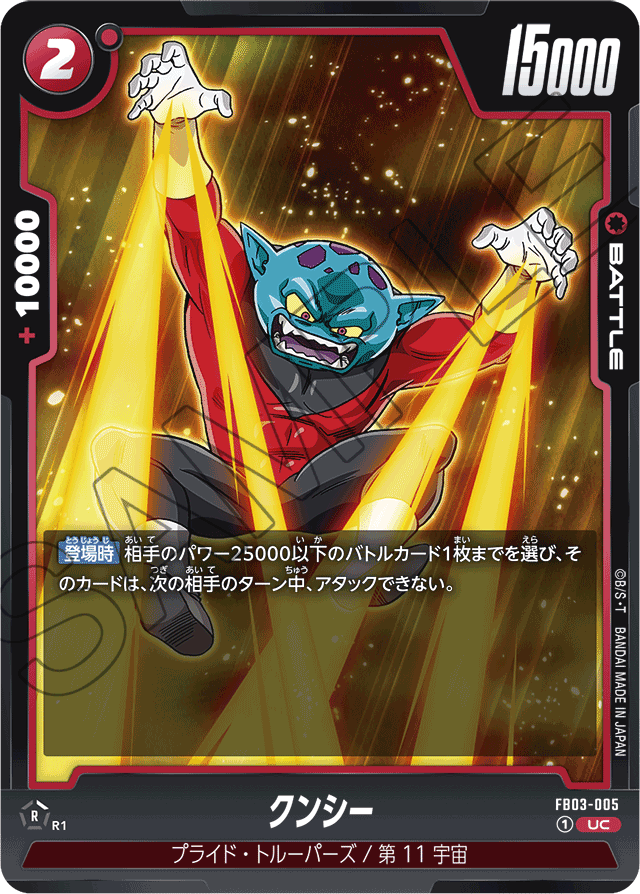 2
15000
+10000
BATTLE
SAMPLE
登場時 相手のパワー25000以下のバトルカード1枚までを選び、そ
のカードは、次の相手のターン中、アタックできない。
©B/S・T BANDAI MADE IN JAPAN
R
R1
クンシー
FB03-005
1 UC
プライド・トルーパーズ / 第 11 宇宙